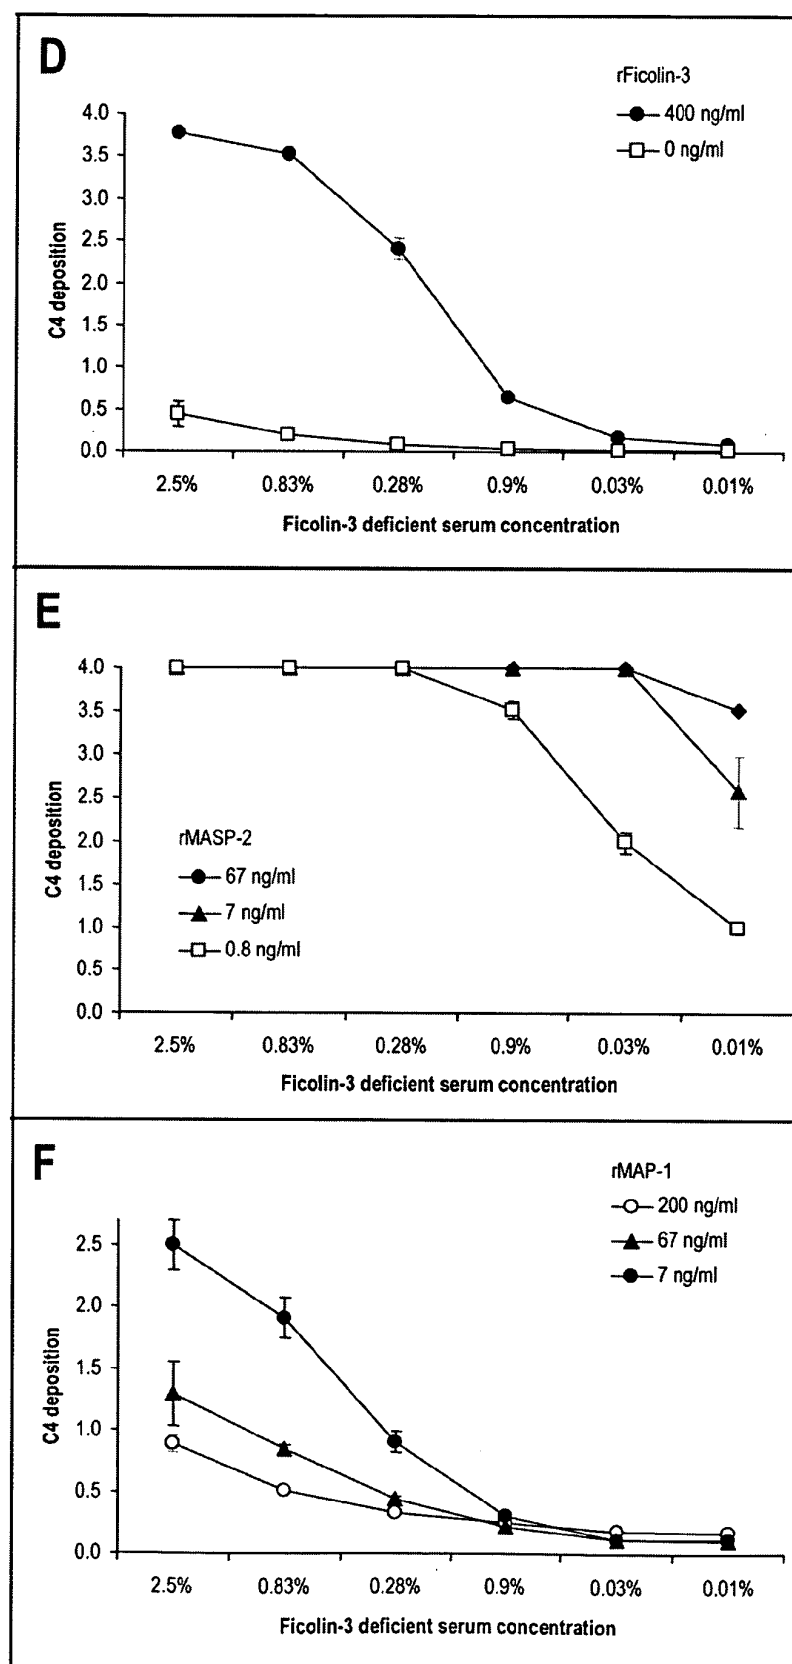 D
rFicolin-3
400 ng/ml
0 ng/ml
4.0
3.5
3.0
2.5
2.0
1.5
1.0
0.5
0.0
C4 deposition
2.5% 0.83% 0.28% 0.9% 0.03% 0.01%
Ficolin-3 deficient serum concentration
E
4.0
3.5
3.0
2.5
2.0
1.5
1.0
0.5
0.0
C4 deposition
rMASP-2
67 ng/ml
7 ng/ml
0.8 ng/ml
2.5% 0.83% 0.28% 0.9% 0.03% 0.01%
Ficolin-3 deficient serum concentration
F
rMAP-1
200 ng/ml
67 ng/ml
7 ng/ml
2.5
2.0
1.5
1.0
0.5
0.0
C4 deposition
2.5% 0.83% 0.28% 0.9% 0.03% 0.01%
Ficolin-3 deficient serum concentration